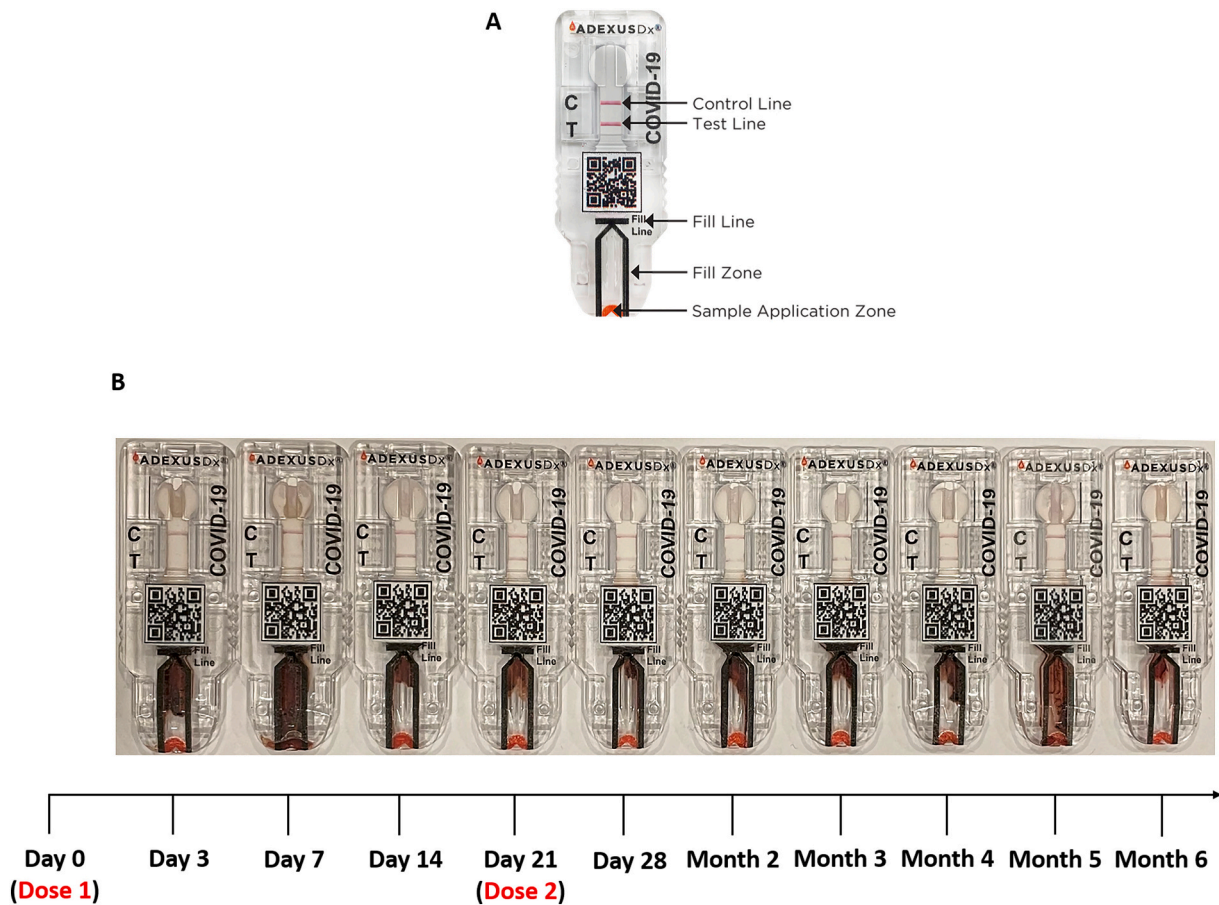 A
ADEXUSDx®
COVID-19
C
T
Control Line
Test Line
Fill
Line
Fill Line
Fill Zone
Sample Application Zone
B
ADEXUSDx® ADEXUSDx® ADEXUSDx® ADEXUSDx® ADEXUSDx® ADEXUSDx® ADEXUSDx® ADEXUSDx® ADEXUSDx® ADEXUSDx®
COVID-19 COVID-19 COVID-19 COVID-19 COVID-19 COVID-19 COVID-19 COVID-19 COVID-19 COVID-19
C C C C C C C C C C
T T T T T T T T T T
Fill Fill Fill Fill Fill Fill Fill Fill Fill Fill
Line Line Line Line Line Line Line Line Line Line
Day 0 Day 3 Day 7 Day 14 Day 21 Day 28 Month 2 Month 3 Month 4 Month 5 Month 6
(Dose 1) (Dose 2)